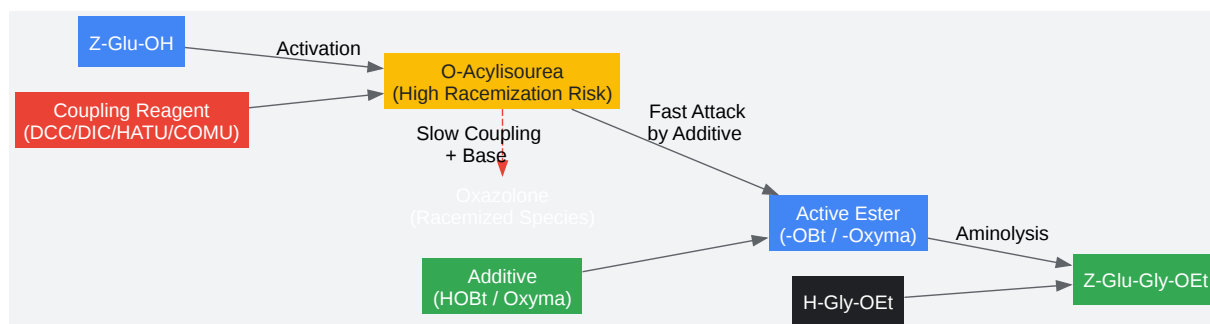 Z-Glu-OH
Activation
Coupling Reagent
(DCC/DIC/HATU/COMU)
O-Acylisourea
(High Racemization Risk)
Slow Coupling
+ Base
Fast Attack
by Additive
Oxazolone
(Racemized Species)
Additive
(HOBt / Oxyma)
Active Ester
(-OBt / -Oxyma)
Aminolysis
H-Gly-OEt
Z-Glu-Gly-OEt